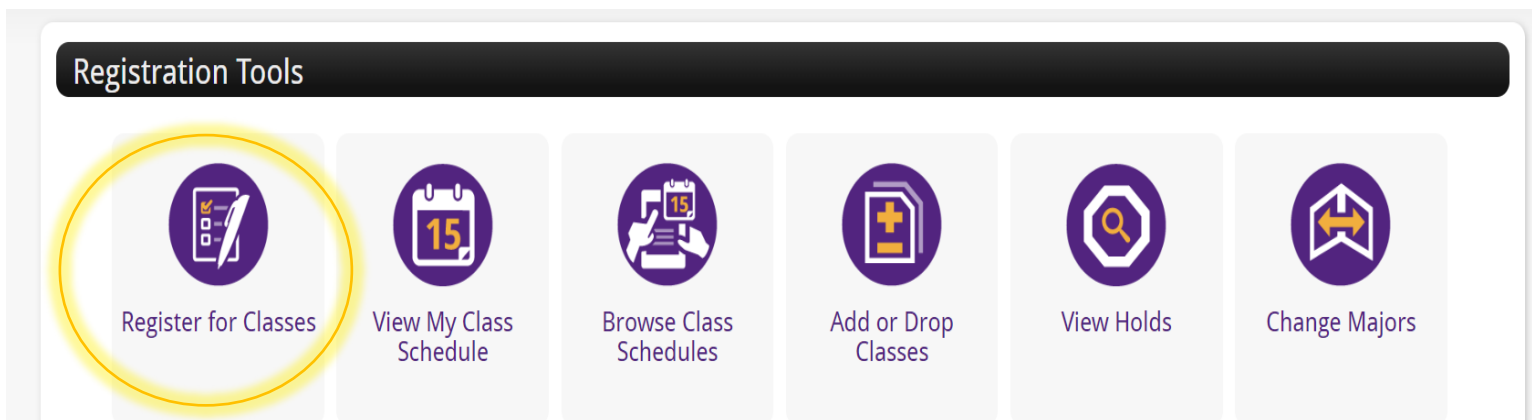 Registration Tools
15
15
Register for Classes
View My Class
Schedule
Browse Class
Schedules
Add or Drop
Classes
View Holds
Change Majors